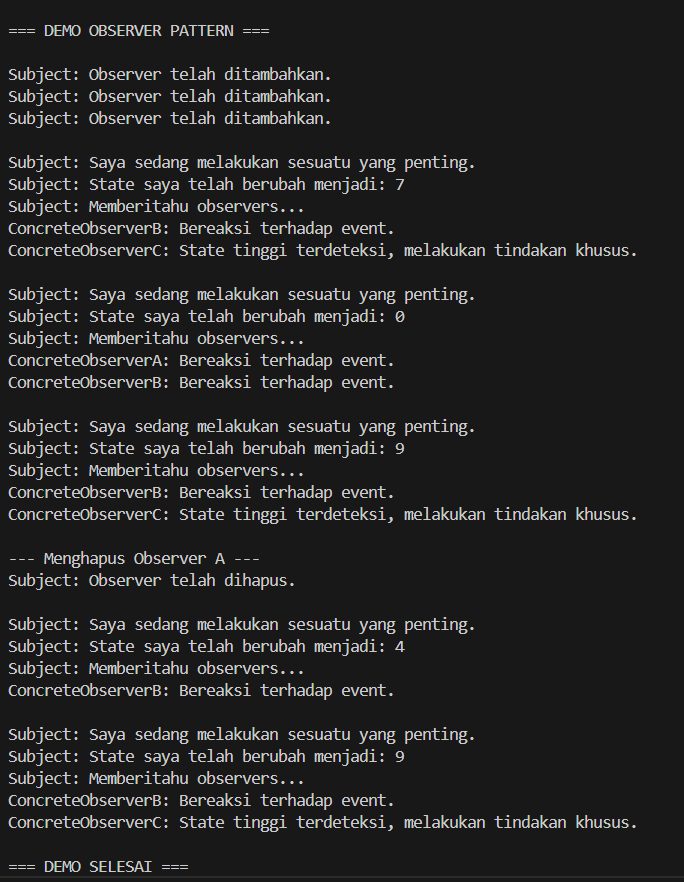 === DEMO OBSERVER PATTERN ===
Subject: Observer telah ditambahkan.
Subject: Observer telah ditambahkan.
Subject: Observer telah ditambahkan.
Subject: Saya sedang melakukan sesuatu yang penting.
Subject: State saya telah berubah menjadi: 7
Subject: Memberitahu observers...
ConcreteObserverB: Bereaksi terhadap event.
ConcreteObserverC: State tinggi terdeteksi, melakukan tindakan khusus.
Subject: Saya sedang melakukan sesuatu yang penting.
Subject: State saya telah berubah menjadi: 0
Subject: Memberitahu observers...
ConcreteObserverA: Bereaksi terhadap event.
ConcreteObserverB: Bereaksi terhadap event.
Subject: Saya sedang melakukan sesuatu yang penting.
Subject: State saya telah berubah menjadi: 9
Subject: Memberitahu observers...
ConcreteObserverB: Bereaksi terhadap event.
ConcreteObserverC: State tinggi terdeteksi, melakukan tindakan khusus.
--- Menghapus Observer A ---
Subject: Observer telah dihapus.
Subject: Saya sedang melakukan sesuatu yang penting.
Subject: State saya telah berubah menjadi: 4
Subject: Memberitahu observers...
ConcreteObserverB: Bereaksi terhadap event.
Subject: Saya sedang melakukan sesuatu yang penting.
Subject: State saya telah berubah menjadi: 9
Subject: Memberitahu observers...
ConcreteObserverB: Bereaksi terhadap event.
ConcreteObserverC: State tinggi terdeteksi, melakukan tindakan khusus.
=== DEMO SELESAI ===